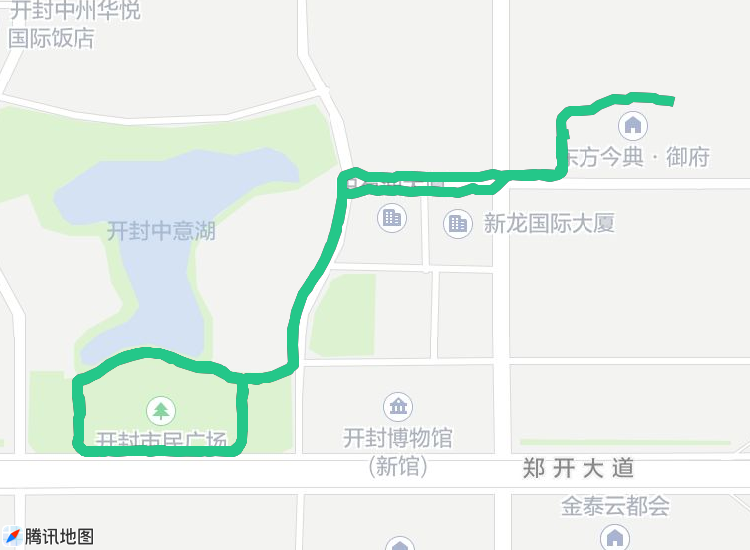 开封中州华悦
国际饭店
东方今典·御府
大厦
新龙国际大厦
开封中意湖
开封市民广场
开封博物馆
（新馆）
郑开大道
金泰云都会
腾讯地图